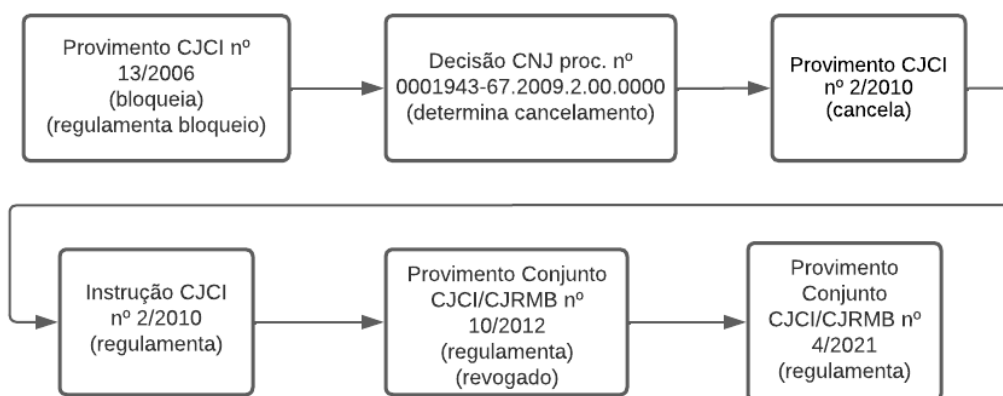 Provimento CJCI nº
13/2006
(bloqueia)
(regulamenta bloqueio)
Decisão CNJ proc. nº
0001943-67.2009.2.00.0000
(determina cancelamento)
Provimento CJCI
nº 2/2010
(cancela)
Instrução CJCI
nº 2/2010
(regulamenta)
Provimento Conjunto
CJCI/CJRMB nº
10/2012
(regulamenta)
(revogado)
Provimento
Conjunto
CJCI/CJRMB nº
4/2021
(regulamenta)